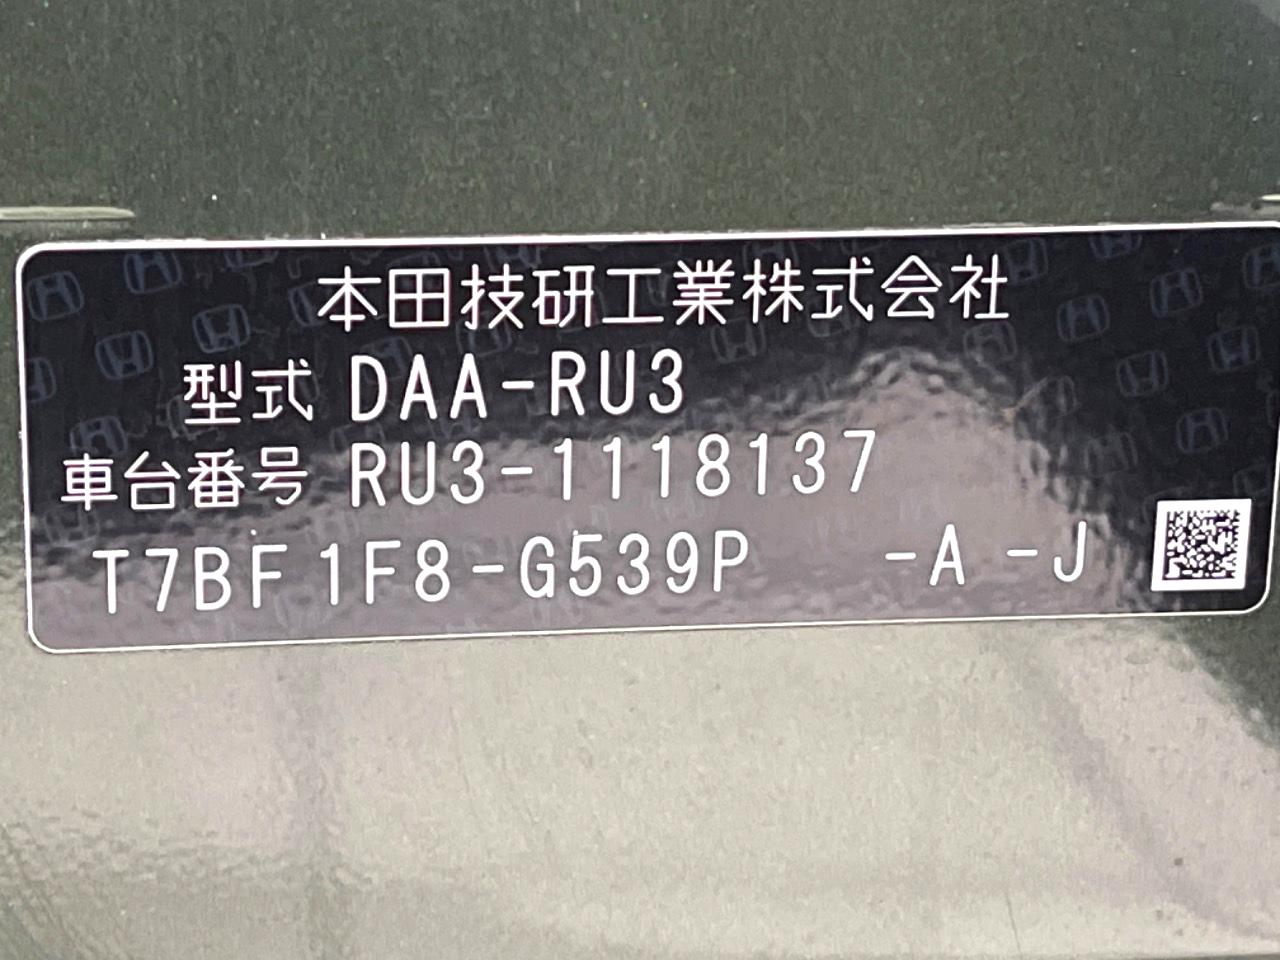 本田技研工業株式会社
型式 DAA-RU3
車台番号 RU3-1118137
T7BF1F8-G539P -A -J